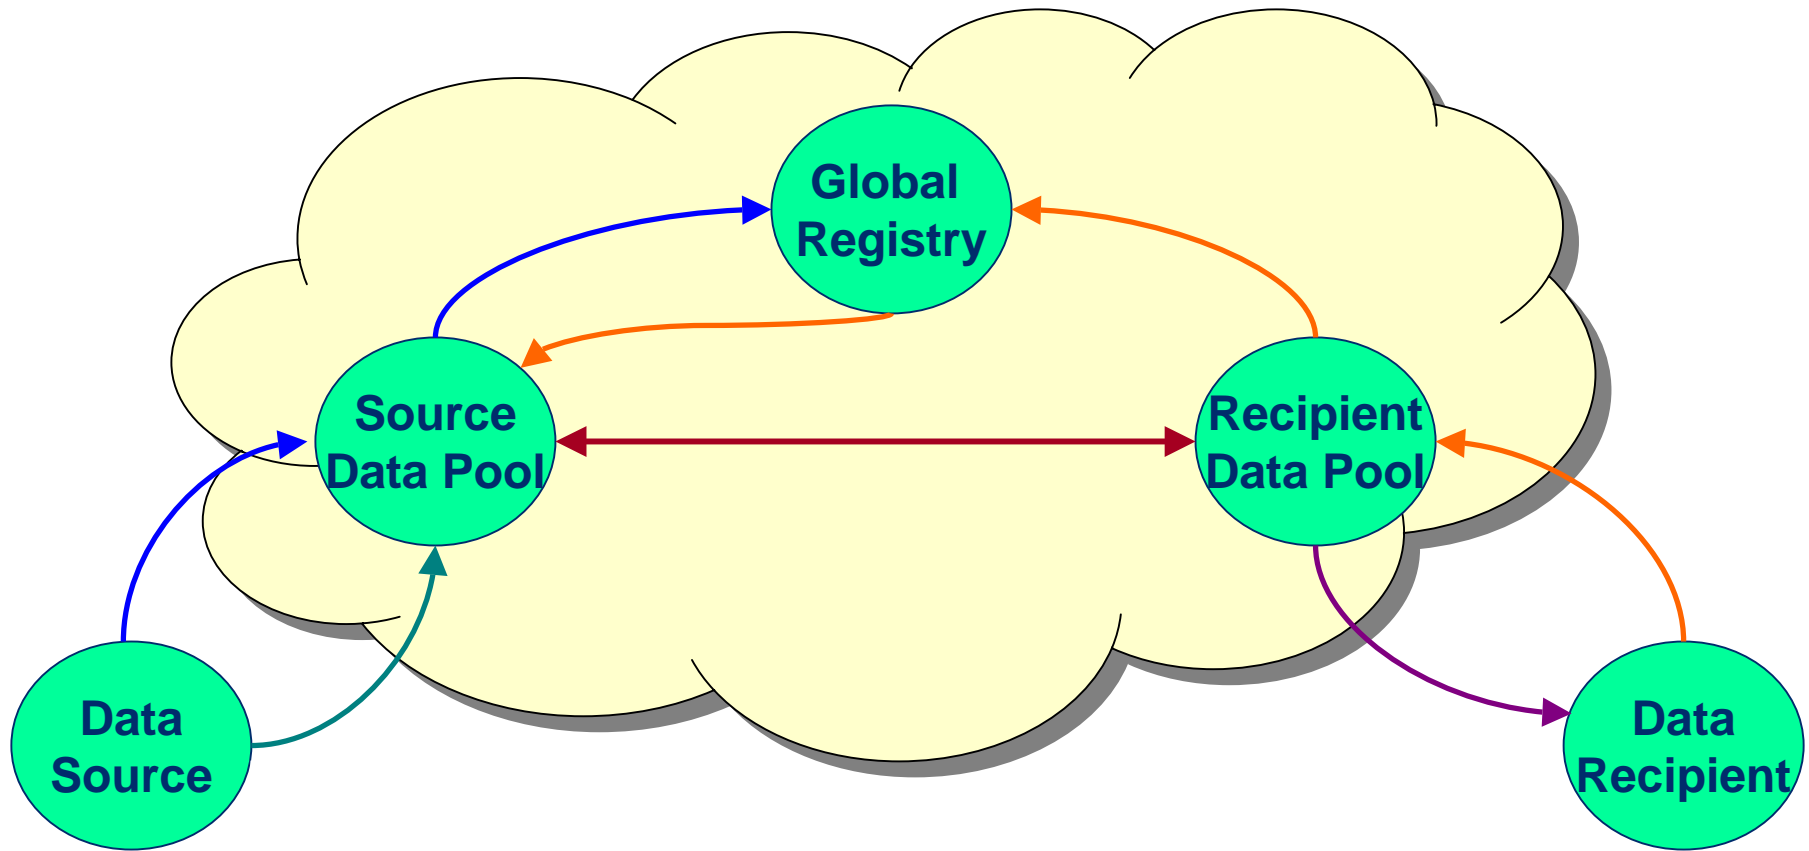 Global
Registry
Source
Data Pool
Recipient
Data Pool
Data
Source
Data
Recipient